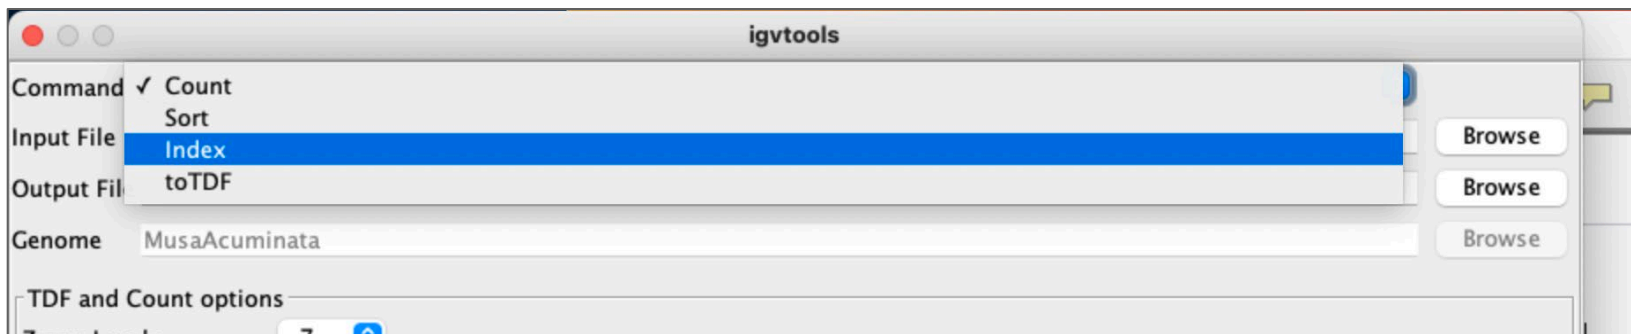 igvtools
Command ✓ Count
Sort
Input File Browse
Index
toTDF
Output Fil Browse
Genome MusaAcuminata Browse
TDF and Count options